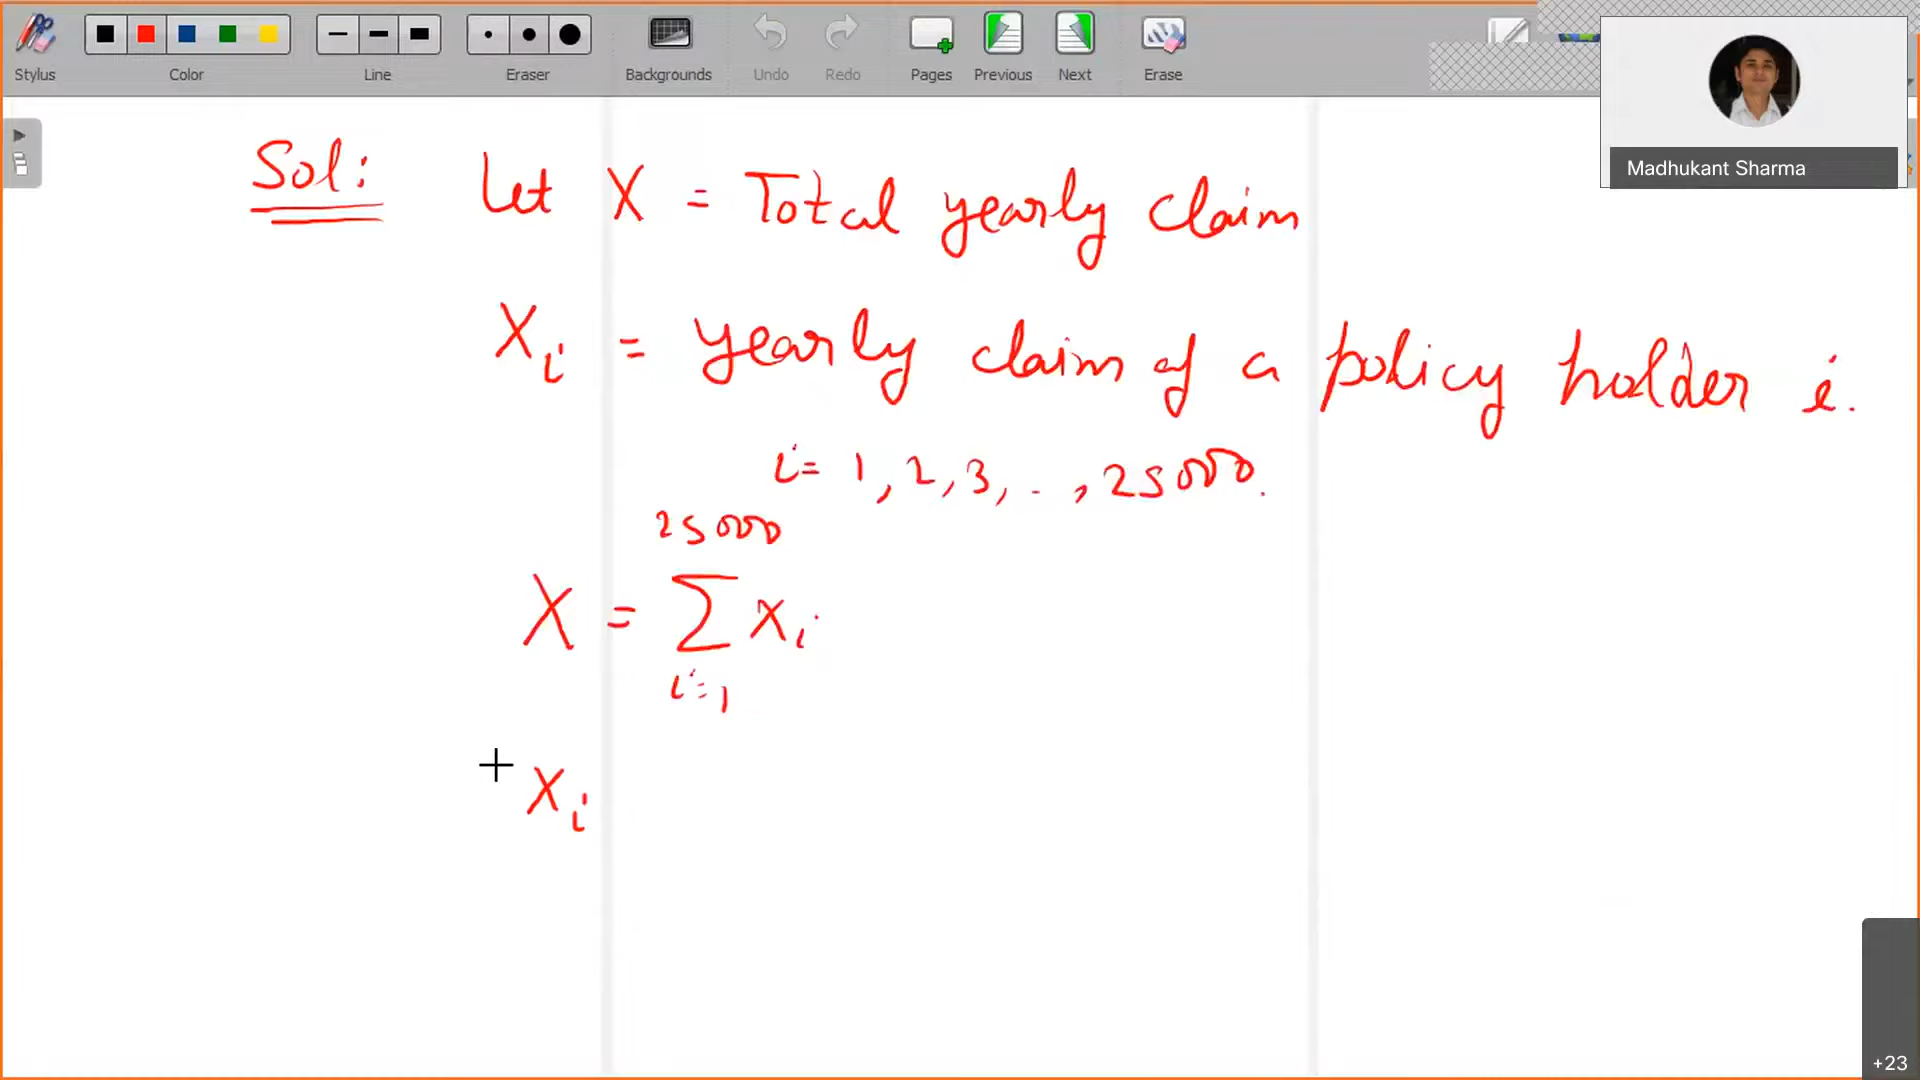 Stylus Color Line Eraser Backgrounds Undo Redo Pages Previous Next Erase
Madhukant Sharma
Sol: Let X = Total yearly claim
Xi = yearly claim of a policy holder i.
i = 1, 2, 3, .. , 25000.
25000
X = ∑ Xi
i=1
Xi
+23